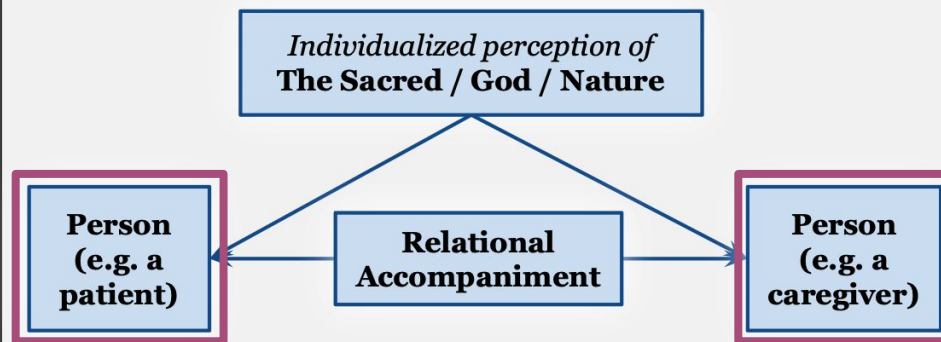 Individualized perception of
The Sacred / God / Nature
Person
(e.g. a
patient)
Relational
Accompaniment
Person
(e.g. a
caregiver)